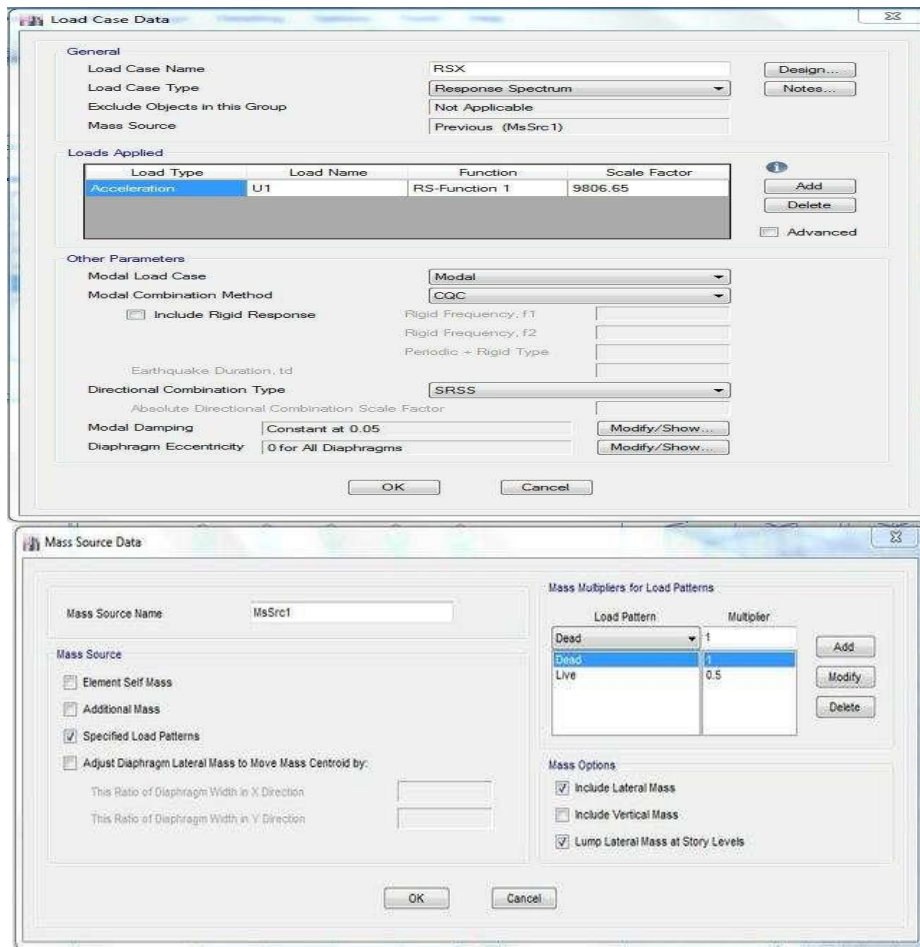 Load Case Data
General
Load Case Name RSX Design...
Load Case Type Response Spectrum Notes...
Exclude Objects in this Group Not Applicable
Mass Source Previous (MsSrc1)
Loads Applied
Load Type Load Name Function Scale Factor
Acceleration U1 RS-Function 1 9806.65
Add
Delete
Advanced
Other Parameters
Modal Load Case Modal
Modal Combination Method CQC
Include Rigid Response Rigid Frequency, f1
Rigid Frequency, f2
Periodic + Rigid Type
Earthquake Duration, td
Directional Combination Type SRSS
Absolute Directional Combination Scale Factor
Modal Damping Constant at 0.05 Modify/Show...
Diaphragm Eccentricity 0 for All Diaphragms Modify/Show...
OK Cancel
Mass Source Data
Mass Source Name MsSrc1
Mass Source
Element Self Mass
Additional Mass
Specified Load Patterns
Adjust Diaphragm Lateral Mass to Move Mass Centroid by:
This Ratio of Diaphragm Width in X Direction
This Ratio of Diaphragm Width in Y Direction
Mass Multipliers for Load Patterns
Load Pattern Multiplier
Dead 1
Dead 1
Live 0.5
Add
Modify
Delete
Mass Options
Include Lateral Mass
Include Vertical Mass
Lump Lateral Mass at Story Levels
OK Cancel